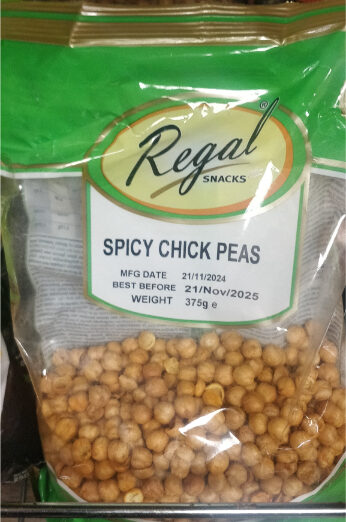 Regal®
SNACKS
SPICY CHICK PEAS
MFG DATE 21/11/2024
BEST BEFORE 21/Nov/2025
WEIGHT 375g e